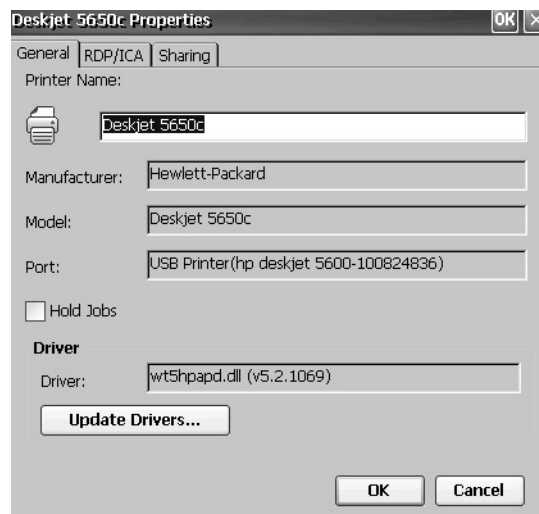 Deskjet 5650c Properties OK ×
General RDP/ICA Sharing
Printer Name:
Deskjet 5650c
Manufacturer: Hewlett-Packard
Model: Deskjet 5650c
Port: USB Printer(hp deskjet 5600-100824836)
Hold Jobs
Driver
Driver: wt5hpapd.dll (v5.2.1069)
Update Drivers...
OK Cancel